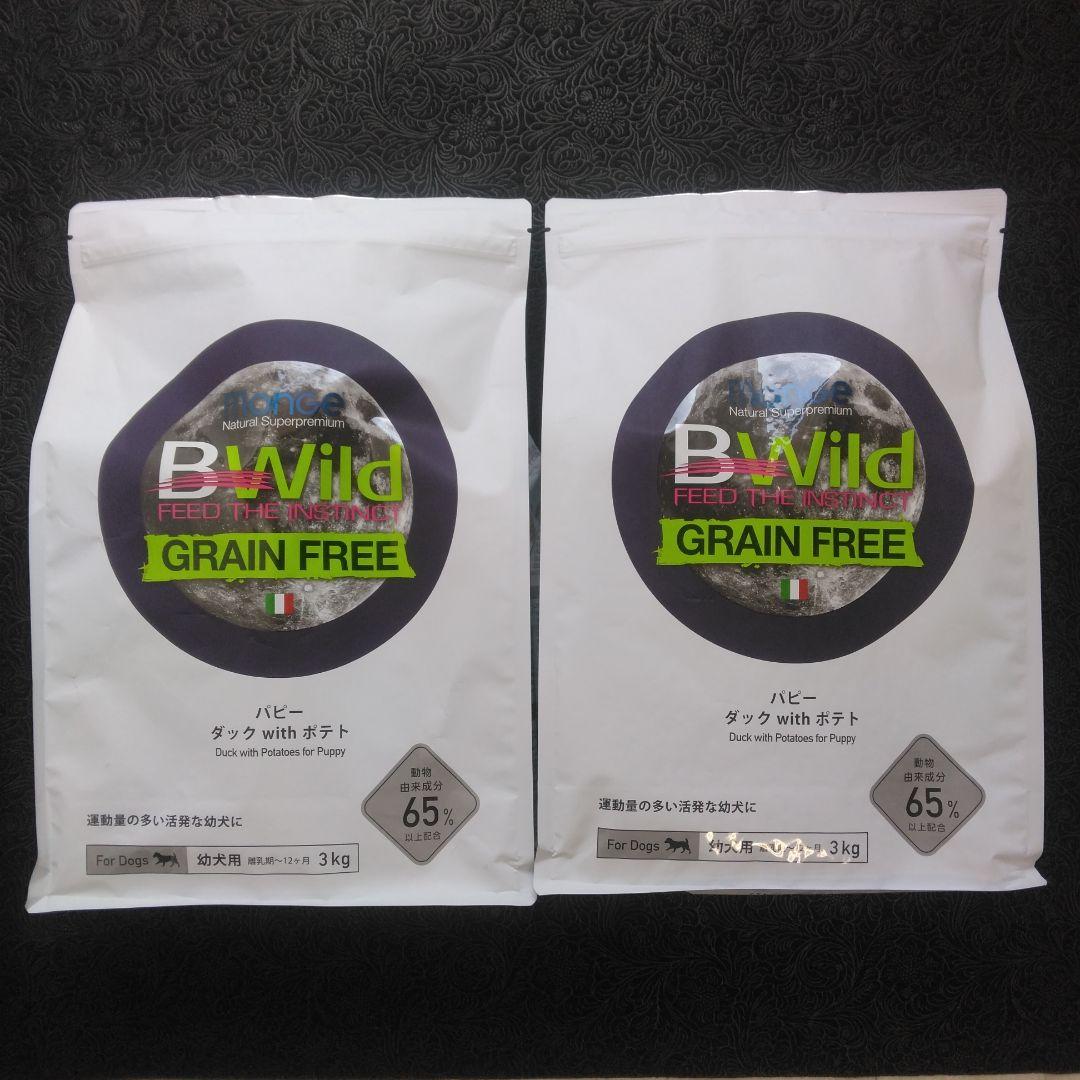 monge
Natural Superpremium
BWild
FEED THE INSTINCT
GRAIN FREE
パピー
ダック with ポテト
Duck with Potatoes for Puppy
動物
由来成分
65%
以上配合
運動量の多い活発な幼犬に
For Dogs 幼犬用 離乳期～12ヶ月 3kg
monge
Natural Superpremium
BWild
FEED THE INSTINCT
GRAIN FREE
パピー
ダック with ポテト
Duck with Potatoes for Puppy
動物
由来成分
65%
以上配合
運動量の多い活発な幼犬に
For Dogs 幼犬用 3kg